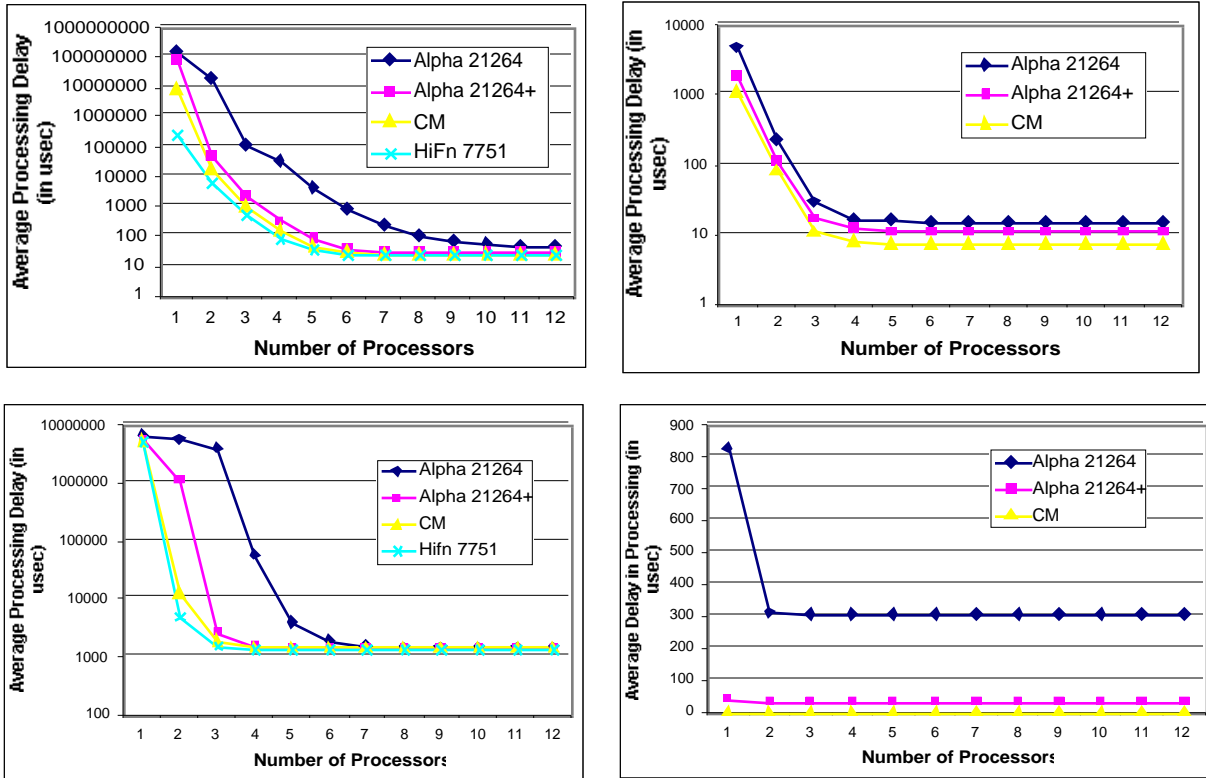 Average Processing Delay
(in usec)
1000000000
100000000
10000000
1000000
100000
10000
1000
100
10
1
Alpha 21264
Alpha 21264+
CM
HiFn 7751
1 2 3 4 5 6 7 8 9 10 11 12
Number of Processors
Average Processing Delay (in
usec)
10000
1000
100
10
1
Alpha 21264
Alpha 21264+
CM
1 2 3 4 5 6 7 8 9 10 11 12
Number of Processors
Average Processing Delay (in
usec)
10000000
1000000
100000
10000
1000
100
Alpha 21264
Alpha 21264+
CM
Hifn 7751
1 2 3 4 5 6 7 8 9 10 11 12
Number of Processors
Average Delay in Processing (in
usec)
900
800
700
600
500
400
300
200
100
0
Alpha 21264
Alpha 21264+
CM
1 2 3 4 5 6 7 8 9 10 11 12
Number of Processors